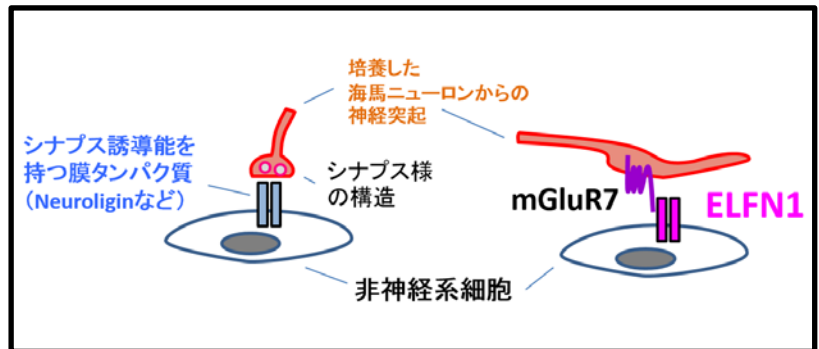 培養した
海馬ニューロンからの
神経突起
シナプス誘導能を
持つ膜タンパク質
（Neuroliginなど）
シナプス様
の構造
mGluR7
ELFN1
非神経系細胞